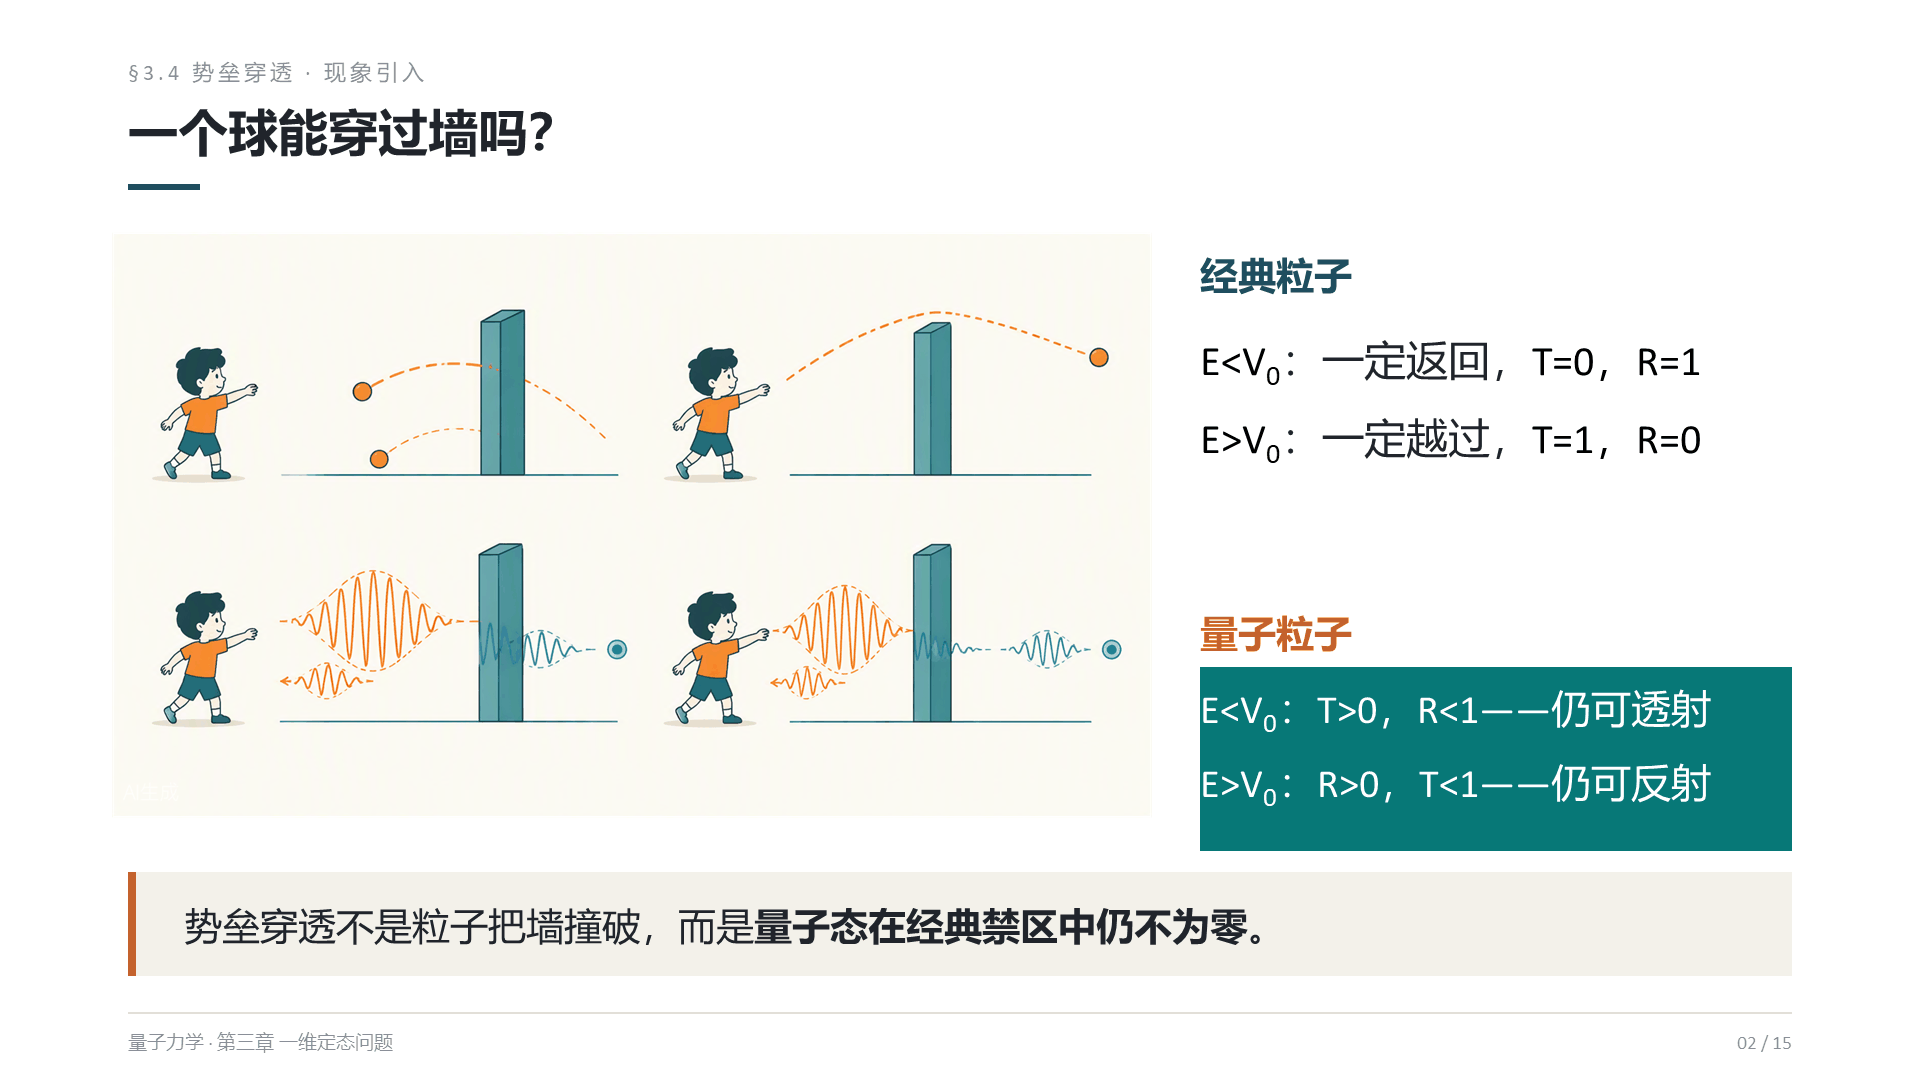 §3.4 势垒穿透 · 现象引入
一个球能穿过墙吗？
经典粒子
E<V₀：一定返回，T=0，R=1
E>V₀：一定越过，T=1，R=0
量子粒子
E<V₀：T>0，R<1——仍可透射
E>V₀：R>0，T<1——仍可反射
AI生成
势垒穿透不是粒子把墙撞破，而是量子态在经典禁区中仍不为零。
量子力学 · 第三章 一维定态问题
02 / 15